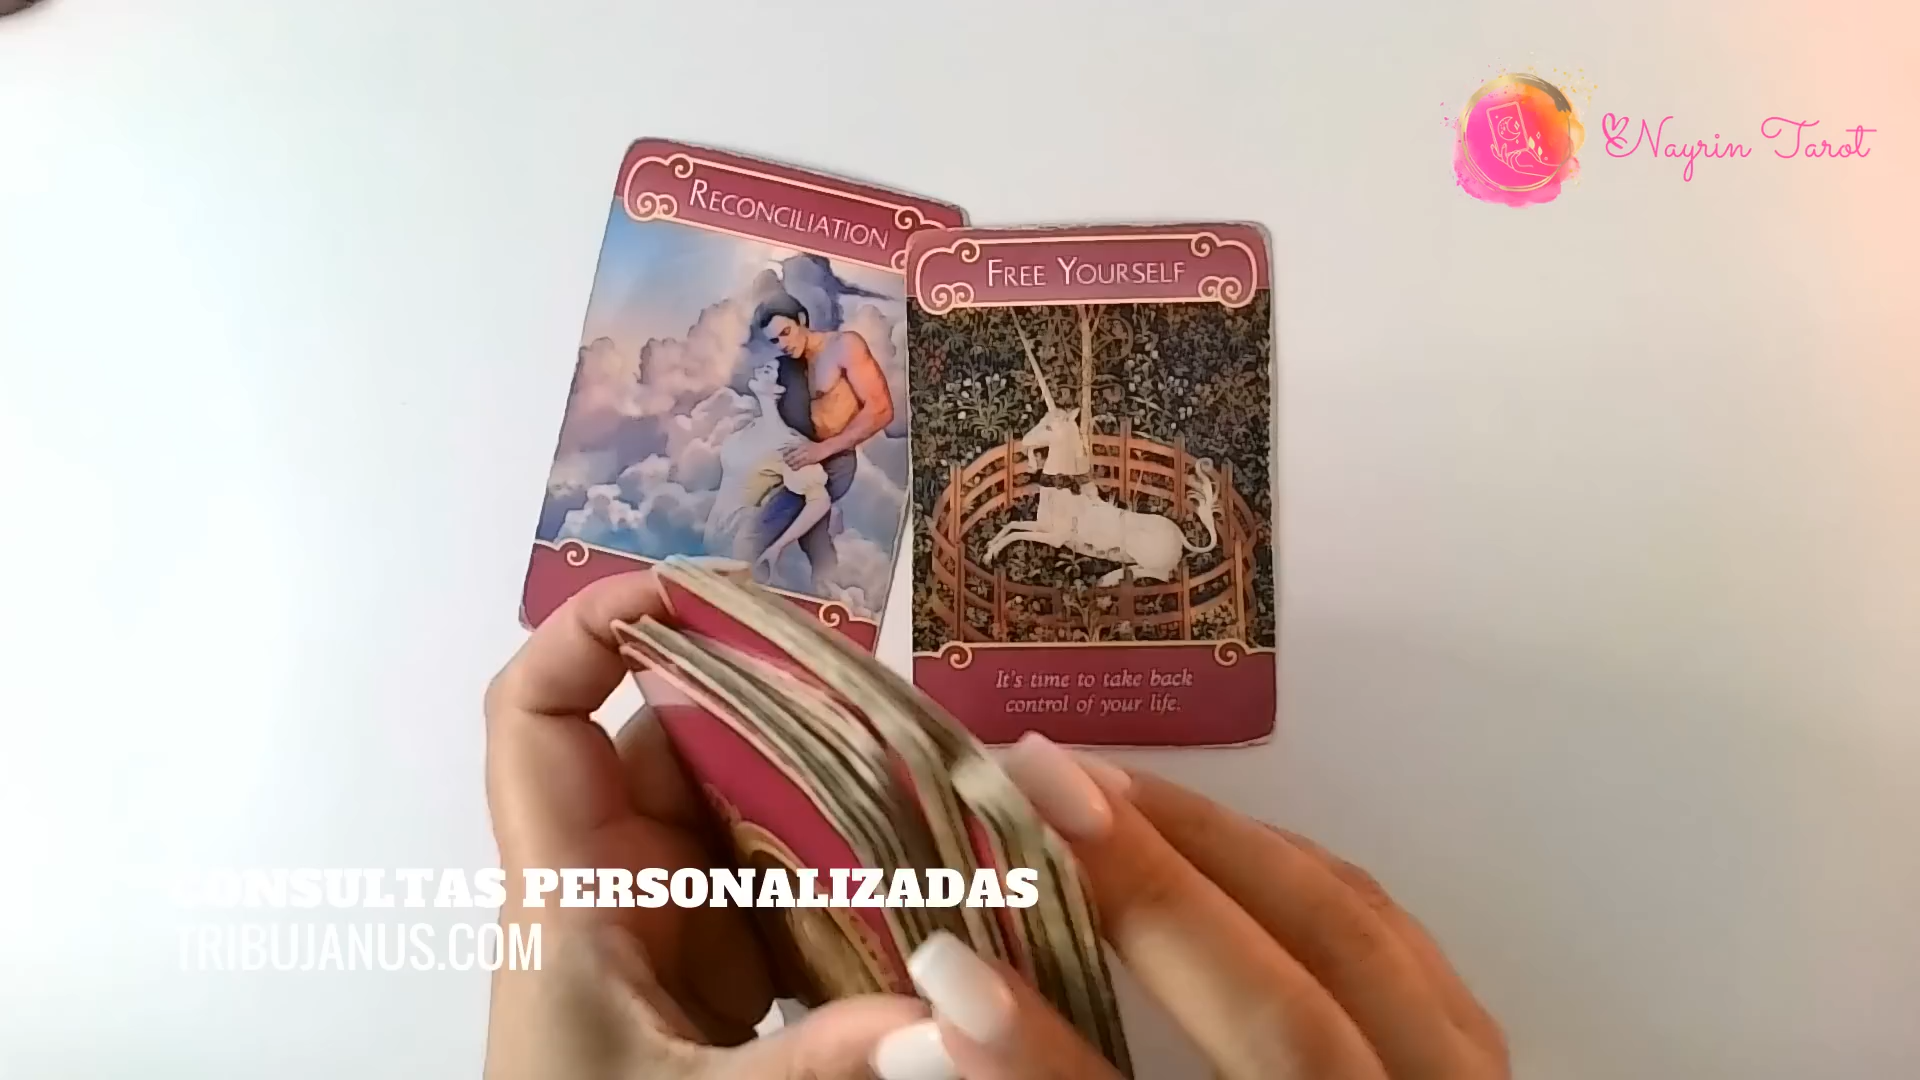 Nayrin Tarot
RECONCILIATION
FREE YOURSELF
It's time to take back
control of your life.
CONSULTAS PERSONALIZADAS
TRIBUJANUS.COM